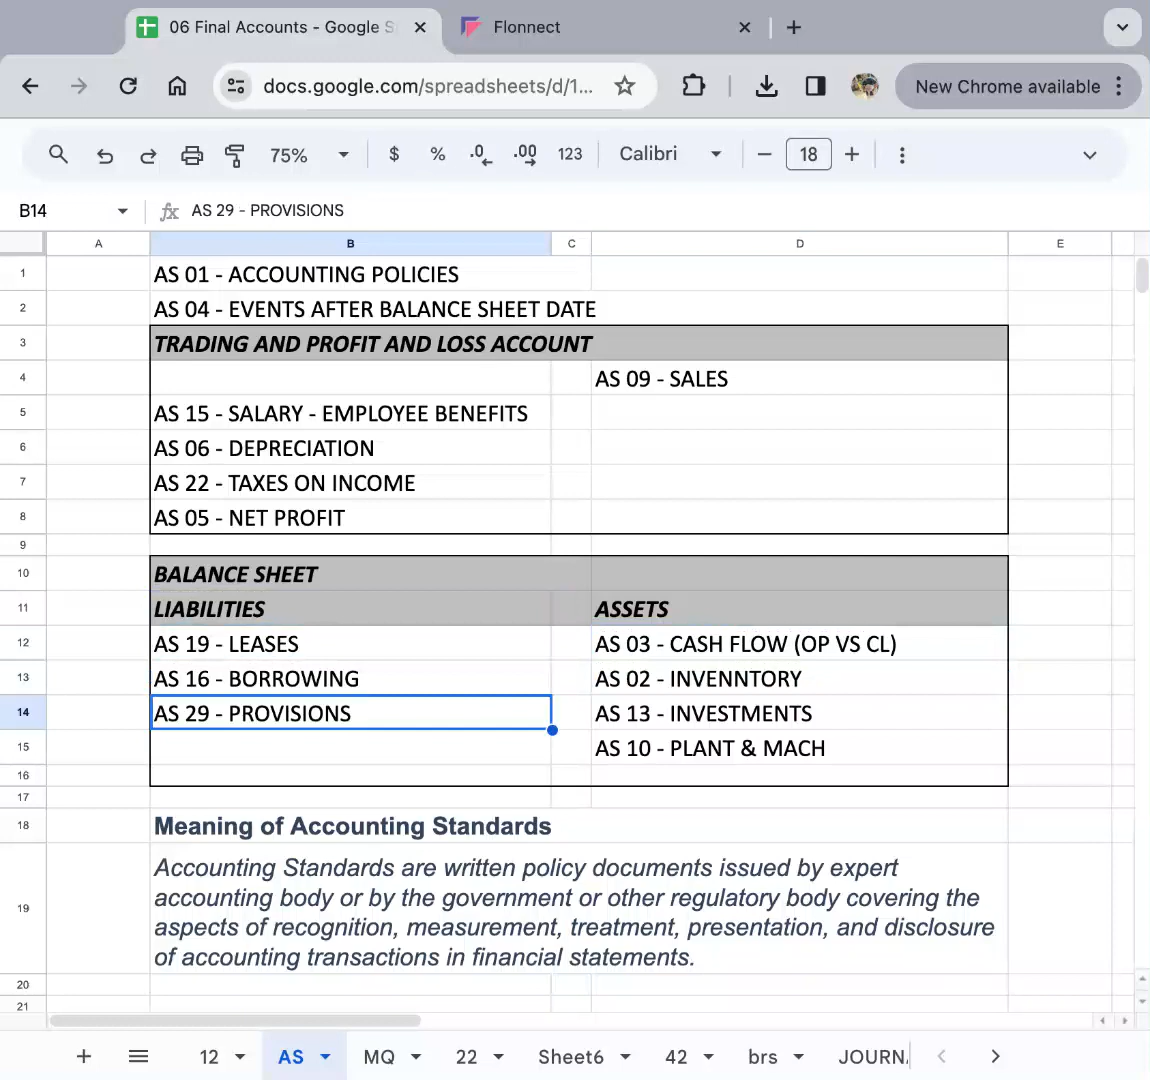 06 Final Accounts - Google S
Flonnect
docs.google.com/spreadsheets/d/1...
New Chrome available
75%
$
%
.0
.00
123
Calibri
18
B14
fx
AS 29 - PROVISIONS
A B C D E
1 AS 01 - ACCOUNTING POLICIES
2 AS 04 - EVENTS AFTER BALANCE SHEET DATE
3 TRADING AND PROFIT AND LOSS ACCOUNT
4 AS 09 - SALES
5 AS 15 - SALARY - EMPLOYEE BENEFITS
6 AS 06 - DEPRECIATION
7 AS 22 - TAXES ON INCOME
8 AS 05 - NET PROFIT
9
10 BALANCE SHEET
11 LIABILITIES ASSETS
12 AS 19 - LEASES AS 03 - CASH FLOW (OP VS CL)
13 AS 16 - BORROWING AS 02 - INVENNTORY
14 AS 29 - PROVISIONS AS 13 - INVESTMENTS
15 AS 10 - PLANT & MACH
16
17
18 Meaning of Accounting Standards
Accounting Standards are written policy documents issued by expert
19 accounting body or by the government or other regulatory body covering the
aspects of recognition, measurement, treatment, presentation, and disclosure
of accounting transactions in financial statements.
20
21
12 AS MQ 22 Sheet6 42 brs JOURN